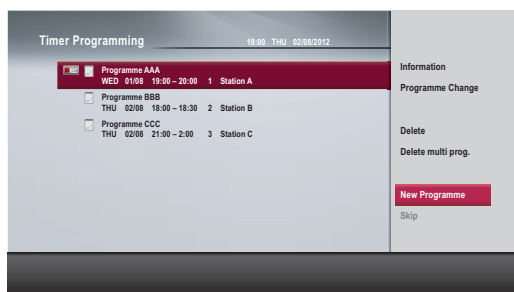 Timer Programming 19:00 THU 02/08/2012
REC Programme AAA
WED 01/08 19:00 – 20:00 1 Station A
Programme BBB
THU 02/08 18:00 – 18:30 2 Station B
Programme CCC
THU 02/08 21:00 – 2:00 3 Station C
Information
Programme Change
Delete
Delete multi prog.
New Programme
Skip